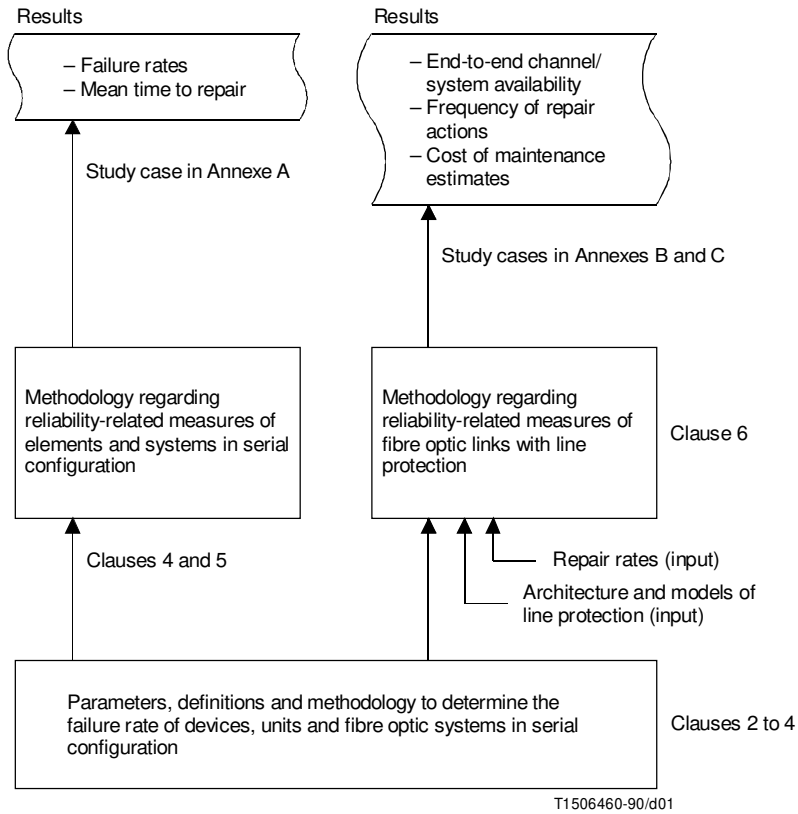 Results
– Failure rates
– Mean time to repair
Study case in Annexe A
Results
– End-to-end channel/
system availability
– Frequency of repair
actions
– Cost of maintenance
estimates
Study cases in Annexes B and C
Methodology regarding
reliability-related measures of
elements and systems in serial
configuration
Methodology regarding
reliability-related measures of
fibre optic links with line
protection
Clause 6
Clauses 4 and 5
Repair rates (input)
Architecture and models of
line protection (input)
Parameters, definitions and methodology to determine the
failure rate of devices, units and fibre optic systems in serial
configuration
Clauses 2 to 4
T1506460-90/d01